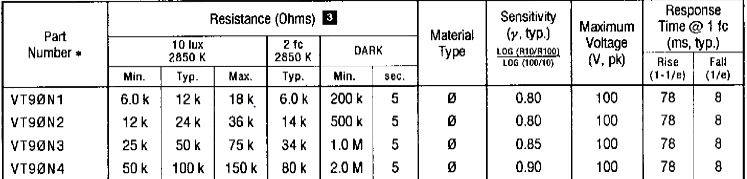 Part Number * Resistance (Ohms) 3 Material Type Sensitivity (γ, typ.) LOG (R10/R100) LOG (100/10) Maximum Voltage (V, pk) Response Time @ 1 fc (ms, typ.)
10 lux 2850 K 2 fc 2850 K DARK Rise (1-1/e) Fall (1/e)
Min. Typ. Max. Typ. Min. sec.
VT9ØN1 6.0 k 12 k 18 k 6.0 k 200 k 5 Ø 0.80 100 78 8
VT9ØN2 12 k 24 k 36 k 14 k 500 k 5 Ø 0.80 100 78 8
VT9ØN3 25 k 50 k 75 k 34 k 1.0 M 5 Ø 0.85 100 78 8
VT9ØN4 50 k 100 k 150 k 80 k 2.0 M 5 Ø 0.90 100 78 8